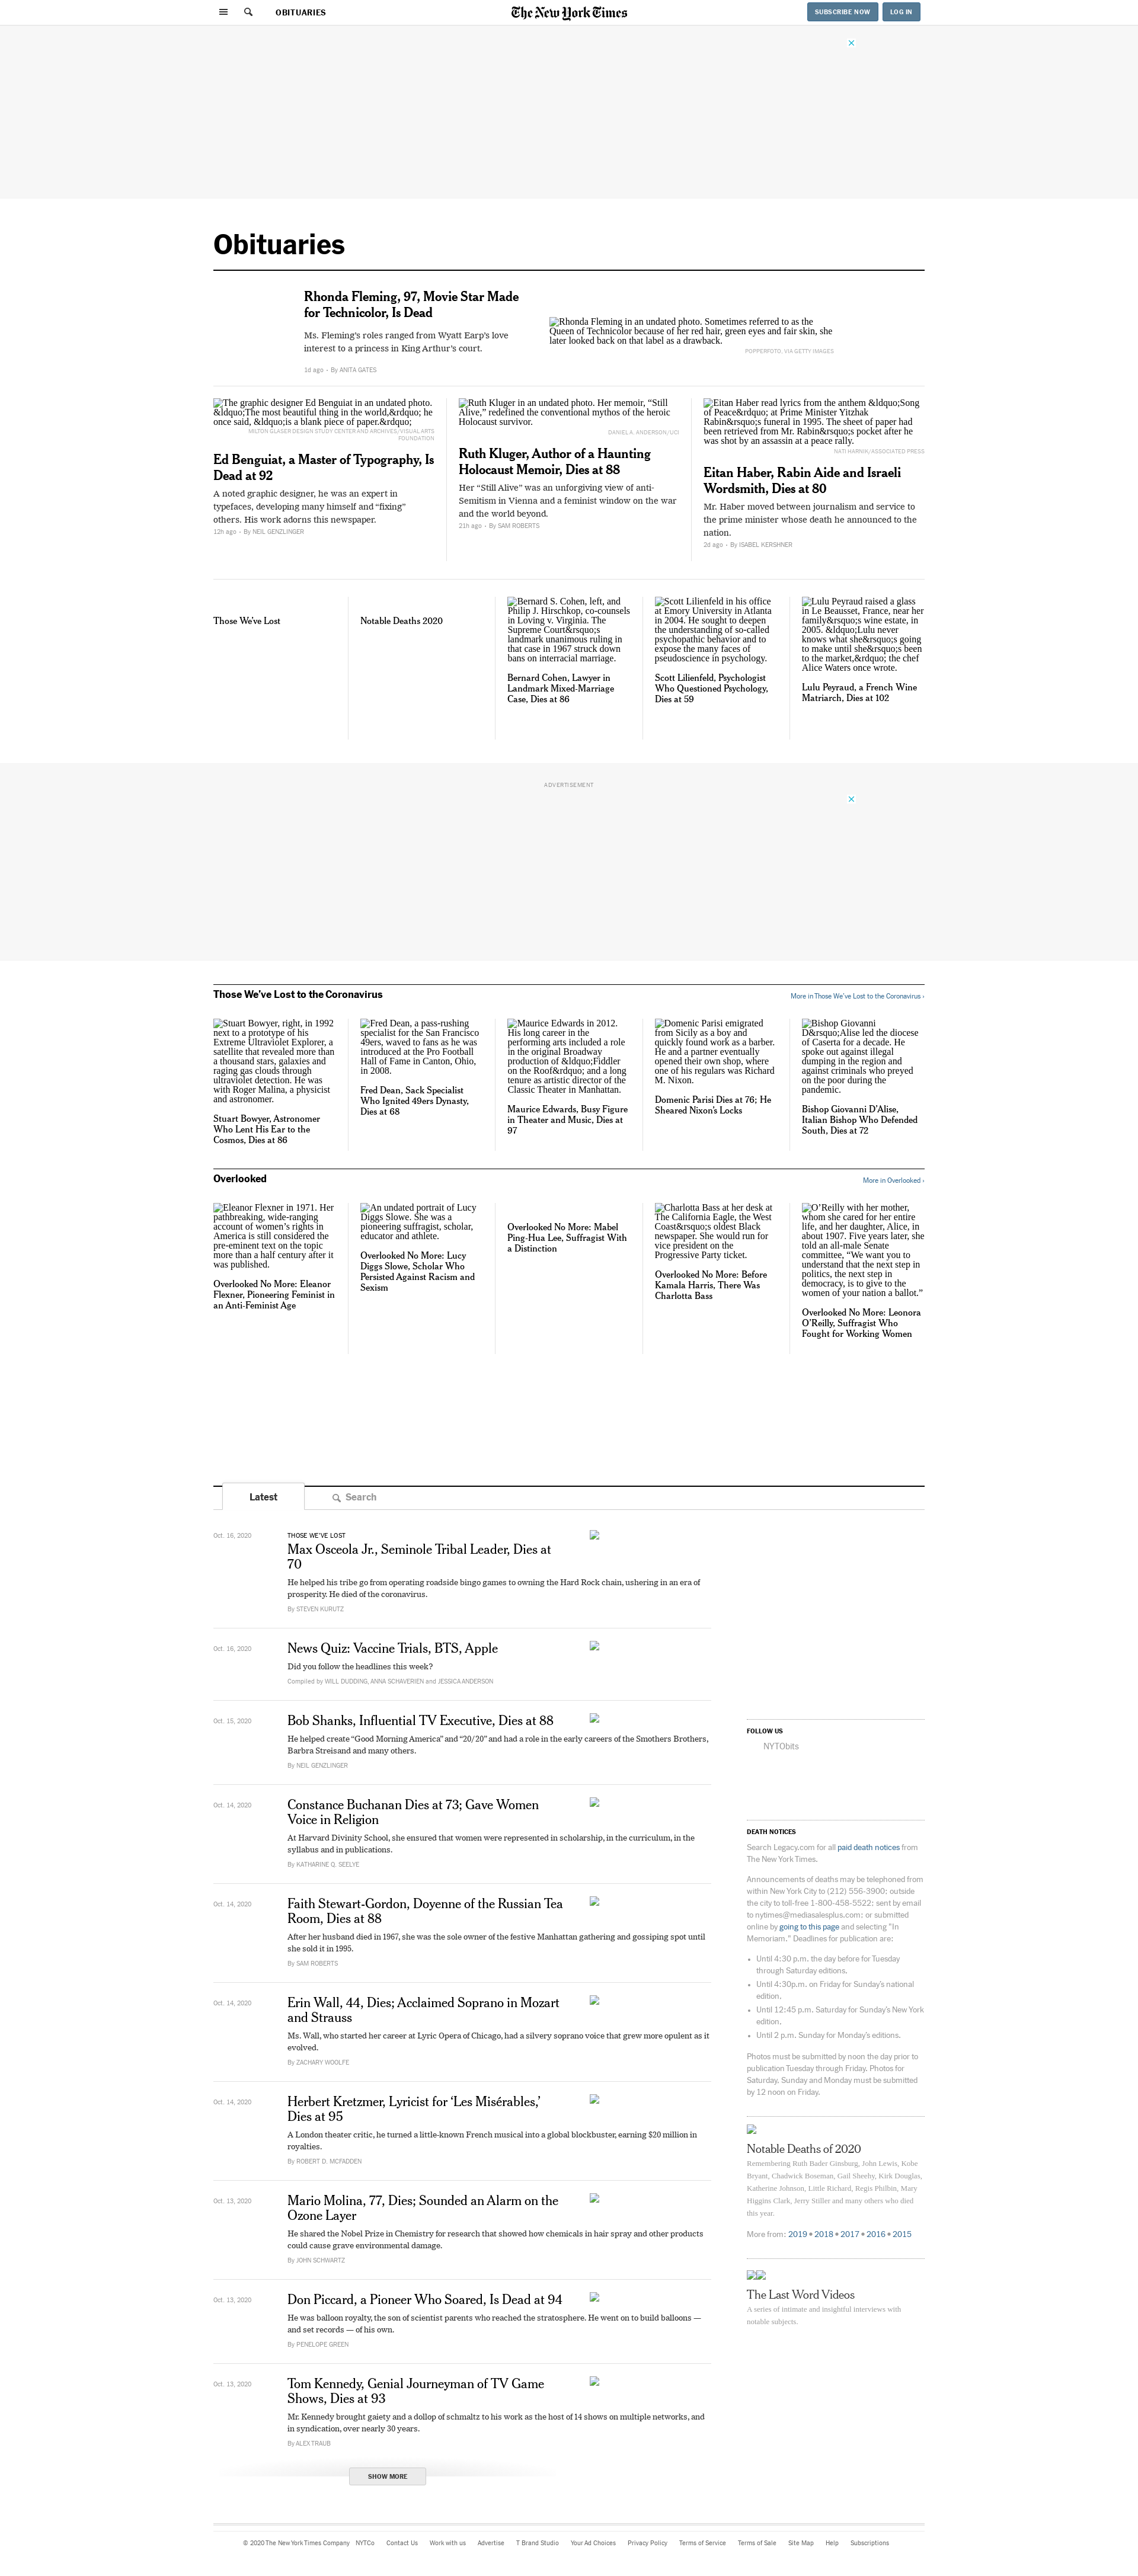 OBITUARIES
The New York Times
SUBSCRIBE NOW
LOG IN
Obituaries
Rhonda Fleming, 97, Movie Star Made
for Technicolor, Is Dead
Ms. Fleming's roles ranged from Wyatt Earp's love
interest to a princess in King Arthur's court.
1d ago • By ANITA GATES
Rhonda Fleming in an undated photo. Sometimes referred to as the
Queen of Technicolor because of her red hair, green eyes and fair skin, she
later looked back on that label as a drawback.
POPPERFOTO, VIA GETTY IMAGES
The graphic designer Ed Benguiat in an undated photo.
&ldquo;The most beautiful thing in the world,&rdquo; he
once said, &ldquo;is a blank piece of paper.&rdquo;
MILTON GLASER DESIGN STUDY CENTER AND ARCHIVES/VISUAL ARTS
FOUNDATION
Ed Benguiat, a Master of Typography, Is
Dead at 92
A noted graphic designer, he was an expert in
typefaces, developing many himself and “fixing”
others. His work adorns this newspaper.
12h ago • By NEIL GENZLINGER
Ruth Kluger in an undated photo. Her memoir, “Still
Alive,” redefined the conventional mythos of the heroic
Holocaust survivor.
DANIEL A. ANDERSON/UCI
Ruth Kluger, Author of a Haunting
Holocaust Memoir, Dies at 88
Her “Still Alive” was an unforgiving view of anti-
Semitism in Vienna and a feminist window on the war
and the world beyond.
21h ago • By SAM ROBERTS
Eitan Haber read lyrics from the anthem &ldquo;Song
of Peace&rdquo; at Prime Minister Yitzhak
Rabin&rsquo;s funeral in 1995. The sheet of paper had
been retrieved from Mr. Rabin&rsquo;s pocket after he
was shot by an assassin at a peace rally.
NATI HARNIK/ASSOCIATED PRESS
Eitan Haber, Rabin Aide and Israeli
Wordsmith, Dies at 80
Mr. Haber moved between journalism and service to
the prime minister whose death he announced to the
nation.
2d ago • By ISABEL KERSHNER
Those We've Lost
Notable Deaths 2020
Bernard S. Cohen, left, and
Philip J. Hirschkop, co-counsels
in Loving v. Virginia. The
Supreme Court&rsquo;s
landmark unanimous ruling in
that case in 1967 struck down
bans on interracial marriage.
Bernard Cohen, Lawyer in
Landmark Mixed-Marriage
Case, Dies at 86
Scott Lilienfeld in his office
at Emory University in Atlanta
in 2004. He sought to deepen
the understanding of so-called
psychopathic behavior and to
expose the many faces of
pseudoscience in psychology.
Scott Lilienfeld, Psychologist
Who Questioned Psychology,
Dies at 59
Lulu Peyraud raised a glass
in Le Beausset, France, near her
family&rsquo;s wine estate, in
2005. &ldquo;Lulu never
knows what she&rsquo;s going
to make until she&rsquo;s been
to the market,&rdquo; the chef
Alice Waters once wrote.
Lulu Peyraud, a French Wine
Matriarch, Dies at 102
ADVERTISEMENT
Those We've Lost to the Coronavirus
More in Those We've Lost to the Coronavirus ›
Stuart Bowyer, right, in 1992
next to a prototype of his
Extreme Ultraviolet Explorer, a
satellite that revealed more than
a thousand stars, galaxies and
raging gas clouds through
ultraviolet detection. He was
with Roger Malina, a physicist
and astronomer.
Stuart Bowyer, Astronomer
Who Lent His Ear to the
Cosmos, Dies at 86
Fred Dean, a pass-rushing
specialist for the San Francisco
49ers, waved to fans as he was
introduced at the Pro Football
Hall of Fame in Canton, Ohio,
in 2008.
Fred Dean, Sack Specialist
Who Ignited 49ers Dynasty,
Dies at 68
Maurice Edwards in 2012.
His long career in the
performing arts included a role
in the original Broadway
production of &ldquo;Fiddler
on the Roof&rdquo; and a long
tenure as artistic director of the
Classic Theater in Manhattan.
Maurice Edwards, Busy Figure
in Theater and Music, Dies at
97
Domenic Parisi emigrated
from Sicily as a boy and
quickly found work as a barber.
He and a partner eventually
opened their own shop, where
one of his regulars was Richard
M. Nixon.
Domenic Parisi Dies at 76; He
Sheared Nixon's Locks
Bishop Giovanni
D&rsquo;Alise led the diocese
of Caserta for a decade. He
spoke out against illegal
dumping in the region and
against criminals who preyed
on the poor during the
pandemic.
Bishop Giovanni D'Alise,
Italian Bishop Who Defended
South, Dies at 72
Overlooked
More in Overlooked ›
Eleanor Flexner in 1971. Her
pathbreaking, wide-ranging
account of women’s rights in
America is still considered the
pre-eminent text on the topic
more than a half century after it
was published.
Overlooked No More: Eleanor
Flexner, Pioneering Feminist in
an Anti-Feminist Age
An undated portrait of Lucy
Diggs Slowe. She was a
pioneering suffragist, scholar,
educator and athlete.
Overlooked No More: Lucy
Diggs Slowe, Scholar Who
Persisted Against Racism and
Sexism
Overlooked No More: Mabel
Ping-Hua Lee, Suffragist With
a Distinction
Charlotta Bass at her desk at
The California Eagle, the West
Coast&rsquo;s oldest Black
newspaper. She would run for
vice president on the
Progressive Party ticket.
Overlooked No More: Before
Kamala Harris, There Was
Charlotta Bass
O’Reilly with her mother,
whom she cared for her entire
life, and her daughter, Alice, in
about 1907. Five years later, she
told an all-male Senate
committee, “We want you to
understand that the next step in
politics, the next step in
democracy, is to give to the
women of your nation a ballot.”
Overlooked No More: Leonora
O'Reilly, Suffragist Who
Fought for Working Women
Latest
Search
Oct. 16, 2020
THOSE WE'VE LOST
Max Osceola Jr., Seminole Tribal Leader, Dies at
70
He helped his tribe go from operating roadside bingo games to owning the Hard Rock chain, ushering in an era of
prosperity. He died of the coronavirus.
By STEVEN KURUTZ
Oct. 16, 2020
News Quiz: Vaccine Trials, BTS, Apple
Did you follow the headlines this week?
Compiled by WILL DUDDING, ANNA SCHAVERIEN and JESSICA ANDERSON
Oct. 15, 2020
Bob Shanks, Influential TV Executive, Dies at 88
He helped create “Good Morning America” and “20/20” and had a role in the early careers of the Smothers Brothers,
Barbra Streisand and many others.
By NEIL GENZLINGER
Oct. 14, 2020
Constance Buchanan Dies at 73; Gave Women
Voice in Religion
At Harvard Divinity School, she ensured that women were represented in scholarship, in the curriculum, in the
syllabus and in publications.
By KATHARINE Q. SEELYE
Oct. 14, 2020
Faith Stewart-Gordon, Doyenne of the Russian Tea
Room, Dies at 88
After her husband died in 1967, she was the sole owner of the festive Manhattan gathering and gossiping spot until
she sold it in 1995.
By SAM ROBERTS
Oct. 14, 2020
Erin Wall, 44, Dies; Acclaimed Soprano in Mozart
and Strauss
Ms. Wall, who started her career at Lyric Opera of Chicago, had a silvery soprano voice that grew more opulent as it
evolved.
By ZACHARY WOOLFE
Oct. 14, 2020
Herbert Kretzmer, Lyricist for ‘Les Misérables,’
Dies at 95
A London theater critic, he turned a little-known French musical into a global blockbuster, earning $20 million in
royalties.
By ROBERT D. MCFADDEN
Oct. 13, 2020
Mario Molina, 77, Dies; Sounded an Alarm on the
Ozone Layer
He shared the Nobel Prize in Chemistry for research that showed how chemicals in hair spray and other products
could cause grave environmental damage.
By JOHN SCHWARTZ
Oct. 13, 2020
Don Piccard, a Pioneer Who Soared, Is Dead at 94
He was balloon royalty, the son of scientist parents who reached the stratosphere. He went on to build balloons —
and set records — of his own.
By PENELOPE GREEN
Oct. 13, 2020
Tom Kennedy, Genial Journeyman of TV Game
Shows, Dies at 93
Mr. Kennedy brought gaiety and a dollop of schmaltz to his work as the host of 14 shows on multiple networks, and
in syndication, over nearly 30 years.
By ALEX TRAUB
SHOW MORE
FOLLOW US
NYTObits
DEATH NOTICES
Search Legacy.com for all paid death notices from
The New York Times.
Announcements of deaths may be telephoned from
within New York City to (212) 556-3900; outside
the city to toll-free 1-800-458-5522; sent by email
to nytimes@mediasalesplus.com; or submitted
online by going to this page and selecting "In
Memoriam." Deadlines for publication are:
• Until 4:30 p.m. the day before for Tuesday
through Saturday editions.
• Until 4:30p.m. on Friday for Sunday's national
edition.
• Until 12:45 p.m. Saturday for Sunday's New York
edition.
• Until 2 p.m. Sunday for Monday's editions.
Photos must be submitted by noon the day prior to
publication Tuesday through Friday. Photos for
Saturday, Sunday and Monday must be submitted
by 12 noon on Friday.
Notable Deaths of 2020
Remembering Ruth Bader Ginsburg, John Lewis, Kobe
Bryant, Chadwick Boseman, Gail Sheehy, Kirk Douglas,
Katherine Johnson, Little Richard, Regis Philbin, Mary
Higgins Clark, Jerry Stiller and many others who died
this year.
More from: 2019 • 2018 • 2017 • 2016 • 2015
The Last Word Videos
A series of intimate and insightful interviews with
notable subjects.
© 2020 The New York Times Company NYTCo Contact Us Work with us Advertise T Brand Studio Your Ad Choices Privacy Policy Terms of Service Terms of Sale Site Map Help Subscriptions